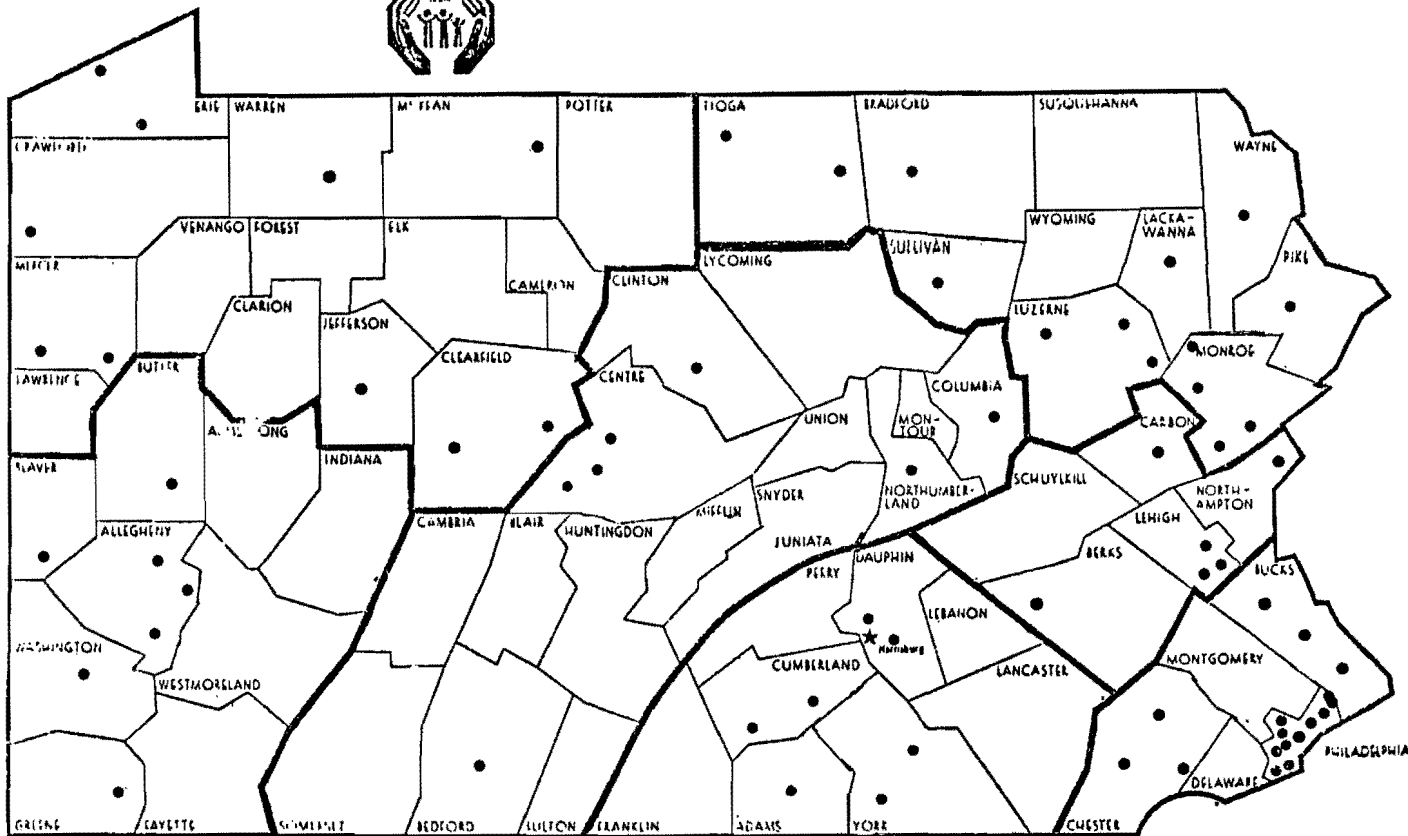 ERIE
WARREN
McKEAN
POTTER
TIOGA
BRADFORD
SUSQUEHANNA
WAYNE
CRAWFORD
VENANGO
FOREST
ELK
WYOMING
LACKA-
WANNA
SULLIVAN
LYCOMING
PIKE
MERCER
CAMERON
CLINTON
CLARION
JEFFERSON
LUZERNE
CLEARFIELD
MONROE
BUTLER
CENTRE
COLUMBIA
LAWRENCE
UNION
MON-
TOUR
CARBON
INDIANA
BEAVER
SCHUYLKILL
NORTHUMBER-
LAND
SNYDER
NORTH-
AMPTON
MIFFLIN
LEHIGH
ALLEGHENY
CAMBRIA
BLAIR
HUNTINGDON
JUNIATA
DAUPHIN
BERKS
PERRY
BUCKS
LEBANON
Harrisburg
WASHINGTON
CUMBERLAND
LANCASTER
MONTGOMERY
WESTMORELAND
PHILADELPHIA
DELAWARE
GREENE
FAYETTE
SOMERSET
BEDFORD
FULTON
FRANKLIN
ADAMS
YORK
CHESTER